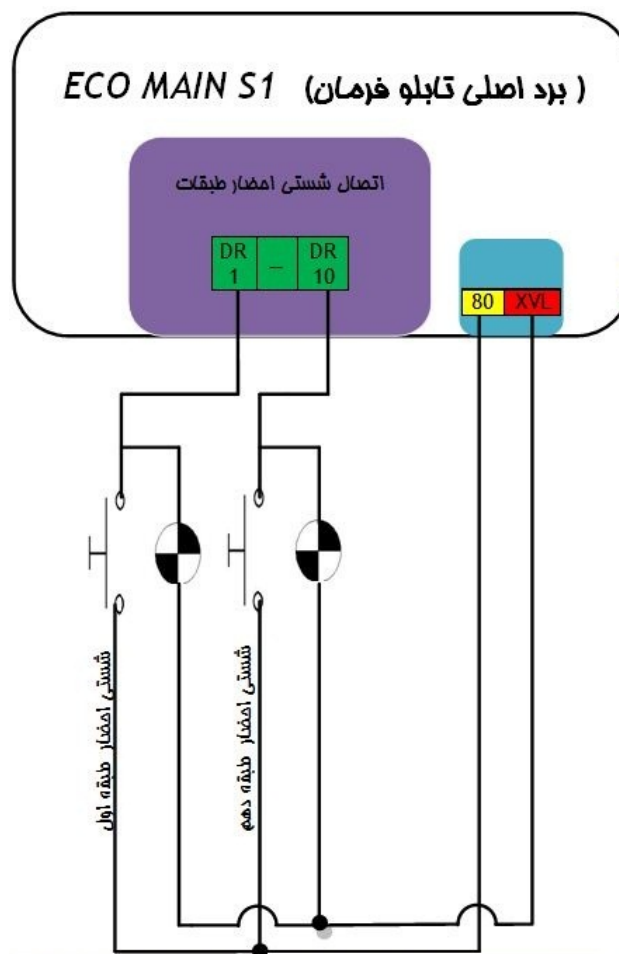 ECO MAIN S1 ( برد اصلی تابلو فرمان)
اتصال شستی احضار طبقات
DR 1
–
DR 10
80
XVL
شستی احضار طبقه اول
شستی احضار طبقه دهم